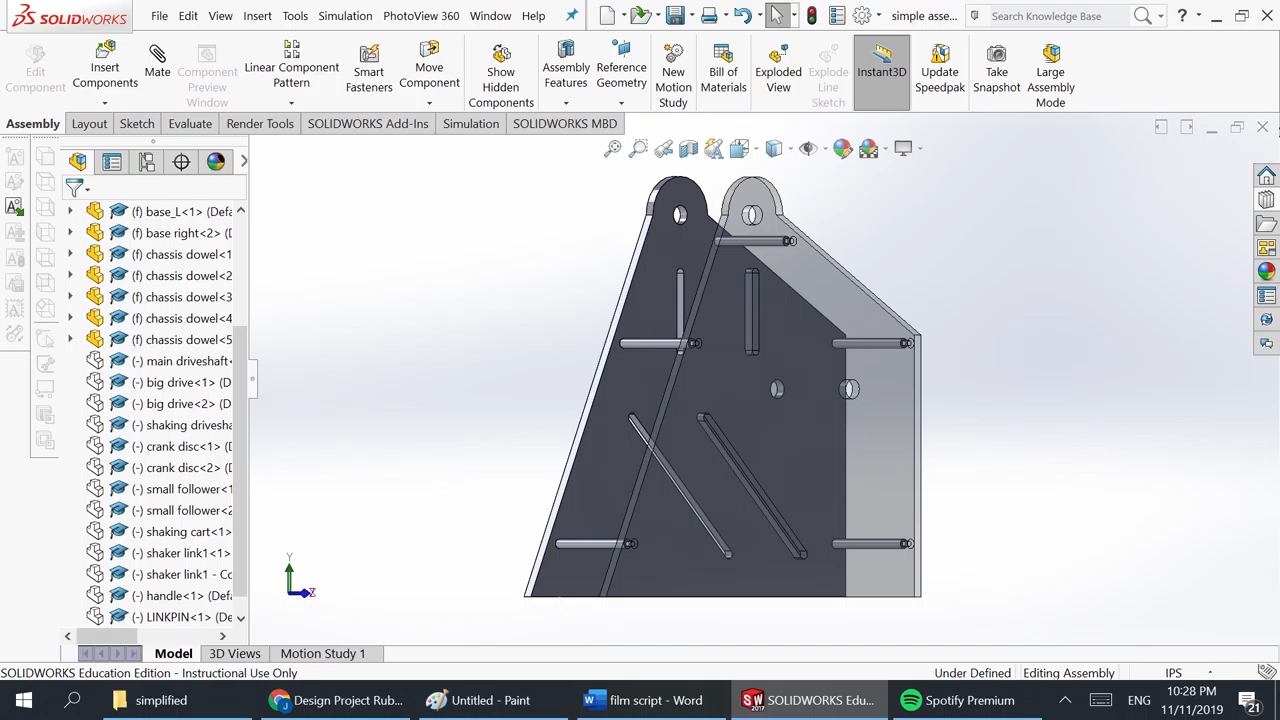 SOLIDWORKS
File Edit View Insert Tools Simulation PhotoView 360 Window Help
simple asse...
Search Knowledge Base
Edit Component
Insert Components
Mate
Component Preview Window
Linear Component Pattern
Smart Fasteners
Move Component
Show Hidden Components
Assembly Features
Reference Geometry
New Motion Study
Bill of Materials
Exploded View
Explode Line Sketch
Instant3D
Update Speedpak
Take Snapshot
Large Assembly Mode
Assembly Layout Sketch Evaluate Render Tools SOLIDWORKS Add-Ins Simulation SOLIDWORKS MBD
(f) base_L<1> (Defa
(f) base right<2> (D
(f) chassis dowel<1
(f) chassis dowel<2
(f) chassis dowel<3
(f) chassis dowel<4
(f) chassis dowel<5
(-) main driveshaft<
(-) big drive<1> (D
(-) big drive<2> (D
(-) shaking drivesha
(-) crank disc<1> (D
(-) crank disc<2> (D
(-) small follower<1
(-) small follower<2
(-) shaking cart<1>
(-) shaker link1<1>
(-) shaker link1 - Co
(-) handle<1> (Defa
(-) LINKPIN<1> (De
Y
Z
Model 3D Views Motion Study 1
SOLIDWORKS Education Edition - Instructional Use Only
Under Defined Editing Assembly IPS
simplified
Design Project Rub...
Untitled - Paint
film script - Word
SW 2017
SOLIDWORKS Edu...
Spotify Premium
ENG
10:28 PM
11/11/2019
21